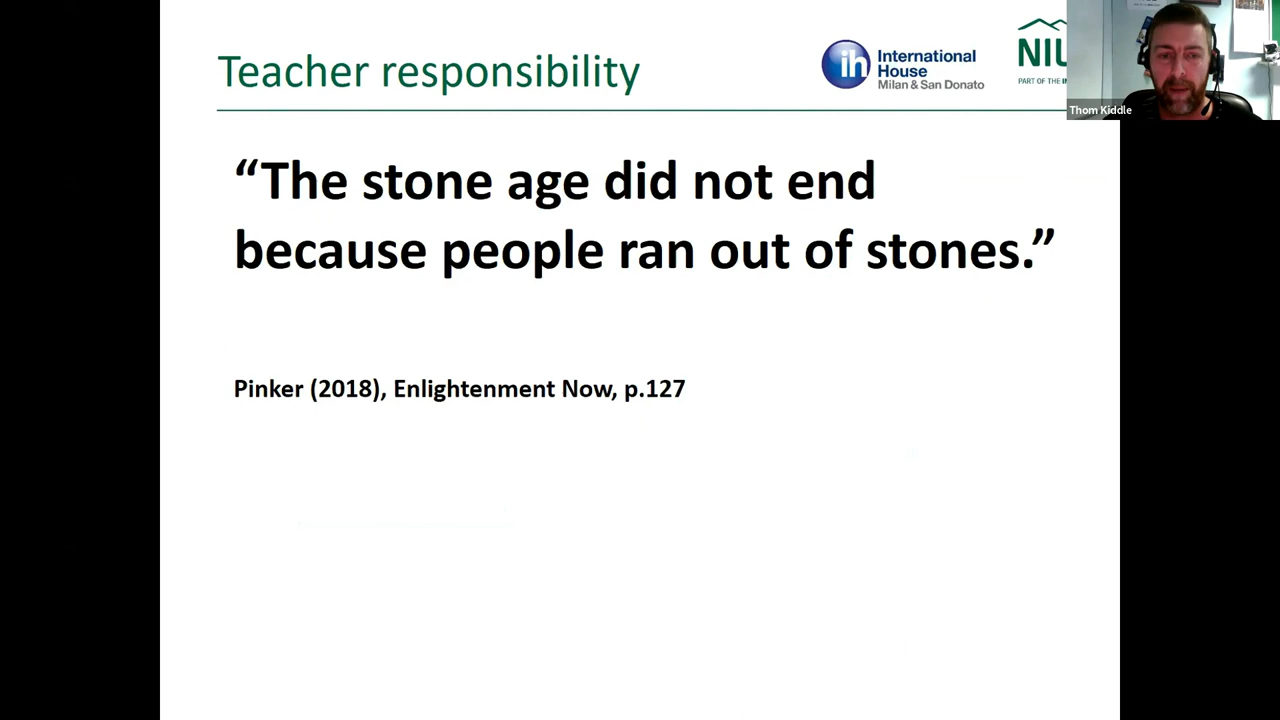 Teacher responsibility
ih International
House
Milan & San Donato
PART OF THE
Thom Kiddle
“The stone age did not end
because people ran out of stones.”
Pinker (2018), Enlightenment Now, p.127